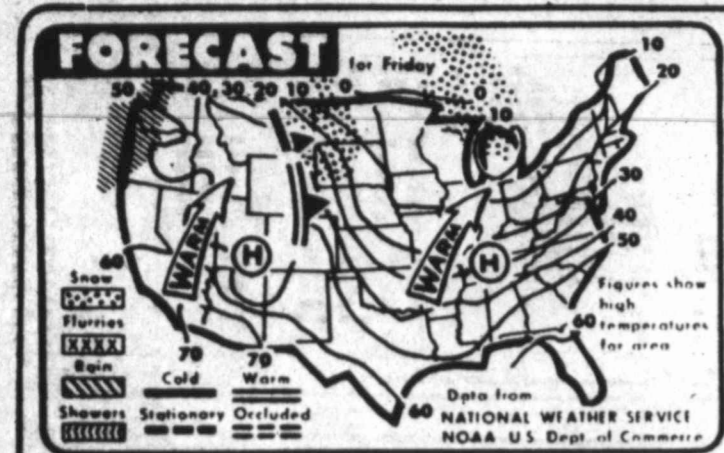 FORECAST
for Friday
50 40 30 20 10 0
0
10
10
20
30
40
50
60
60
70
70
60
WARM
H
WARM
H
Snow
Flurries
Rain
Showers
Cold
Warm
Stationary
Occluded
Figures show
high
temperatures
for area
Data from
NATIONAL WEATHER SERVICE
NOAA U S Dept. of Commerce